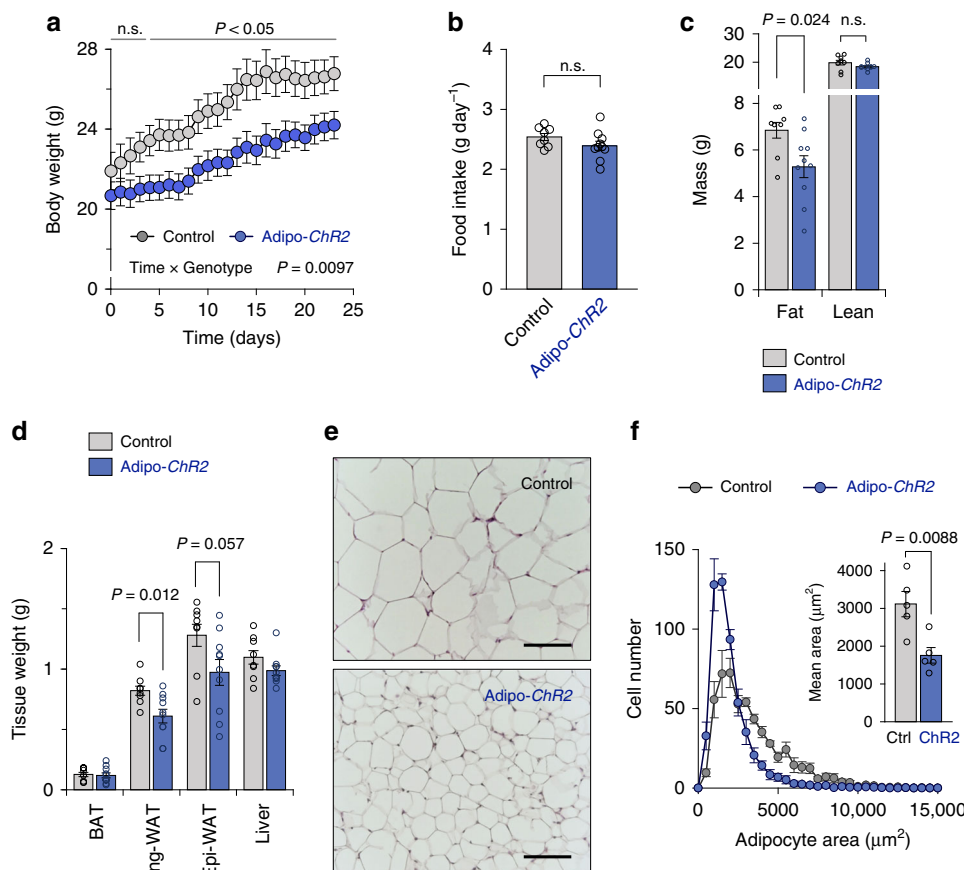 a
n.s.
P < 0.05
28
24
20
0
Body weight (g)
Control
Adipo-ChR2
Time × Genotype
P = 0.0097
0
5
10
15
20
25
Time (days)
b
4
3
2
1
0
Food intake (g day⁻¹)
n.s.
Control
Adipo-ChR2
c
P = 0.024
n.s.
30
20
8
6
4
2
0
Mass (g)
Fat
Lean
Control
Adipo-ChR2
d
Control
Adipo-ChR2
2
1
0
Tissue weight (g)
P = 0.012
P = 0.057
BAT
ng-WAT
Epi-WAT
Liver
e
Control
Adipo-ChR2
f
Control
Adipo-ChR2
150
100
50
0
Cell number
0
5000
10,000
15,000
Adipocyte area (μm²)
P = 0.0088
4000
3000
2000
1000
0
Mean area (μm²)
Ctrl
ChR2